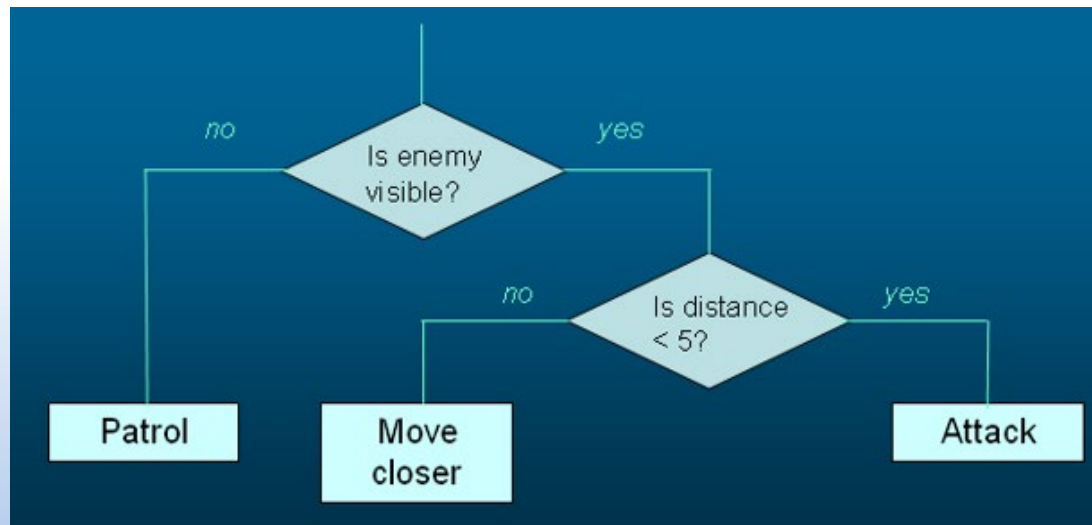 no
yes
Is enemy
visible?
no
yes
Is distance
< 5?
Patrol
Move
closer
Attack